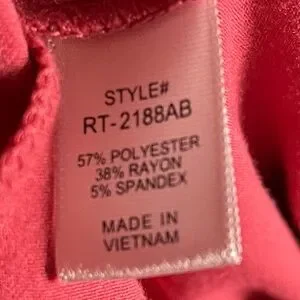 STYLE#
RT-2188AB
57% POLYESTER
38% RAYON
5% SPANDEX
MADE IN
VIETNAM